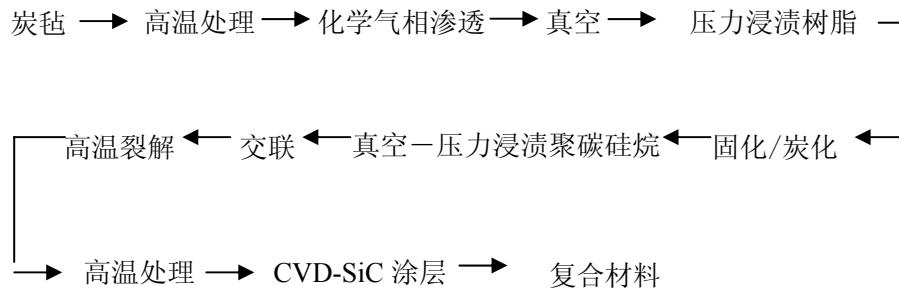 炭毡 高温处理 化学气相渗透 真空 压力浸渍树脂
高温裂解 交联 真空－压力浸渍聚碳硅烷 固化/炭化
高温处理 CVD-SiC 涂层 复合材料